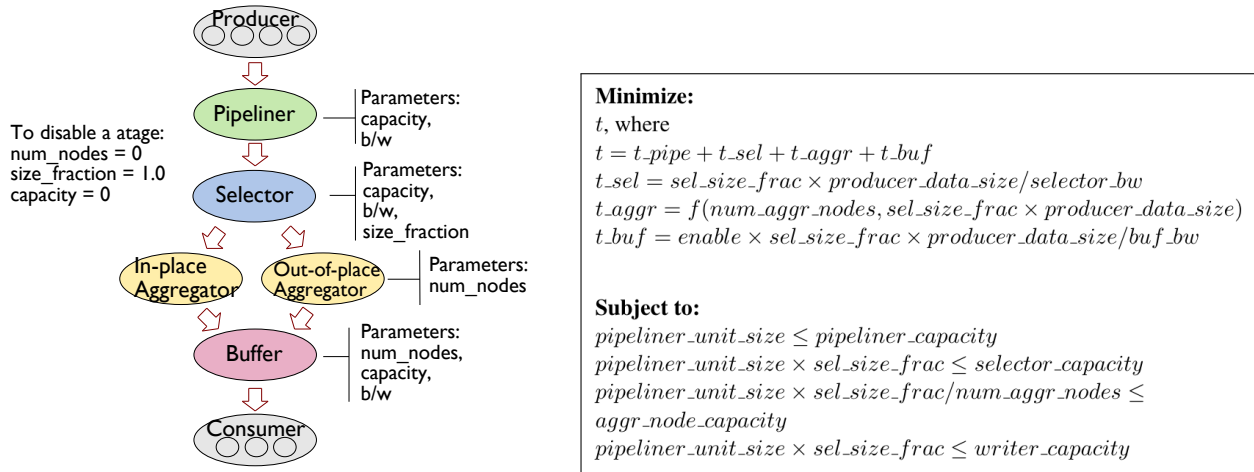 Producer
Pipeliner
Parameters:
capacity,
b/w
To disable a atage:
num_nodes = 0
size_fraction = 1.0
capacity = 0
Selector
Parameters:
capacity,
b/w,
size_fraction
In-place
Aggregator
Out-of-place
Aggregator
Parameters:
num_nodes
Buffer
Parameters:
num_nodes,
capacity,
b/w
Consumer
Minimize:
t, where
t = t_pipe + t_sel + t_aggr + t_buf
t_sel = sel_size_frac × producer_data_size/selector_bw
t_aggr = f(num_aggr_nodes, sel_size_frac × producer_data_size)
t_buf = enable × sel_size_frac × producer_data_size/buf_bw
Subject to:
pipeliner_unit_size ≤ pipeliner_capacity
pipeliner_unit_size × sel_size_frac ≤ selector_capacity
pipeliner_unit_size × sel_size_frac/num_aggr_nodes ≤
aggr_node_capacity
pipeliner_unit_size × sel_size_frac ≤ writer_capacity